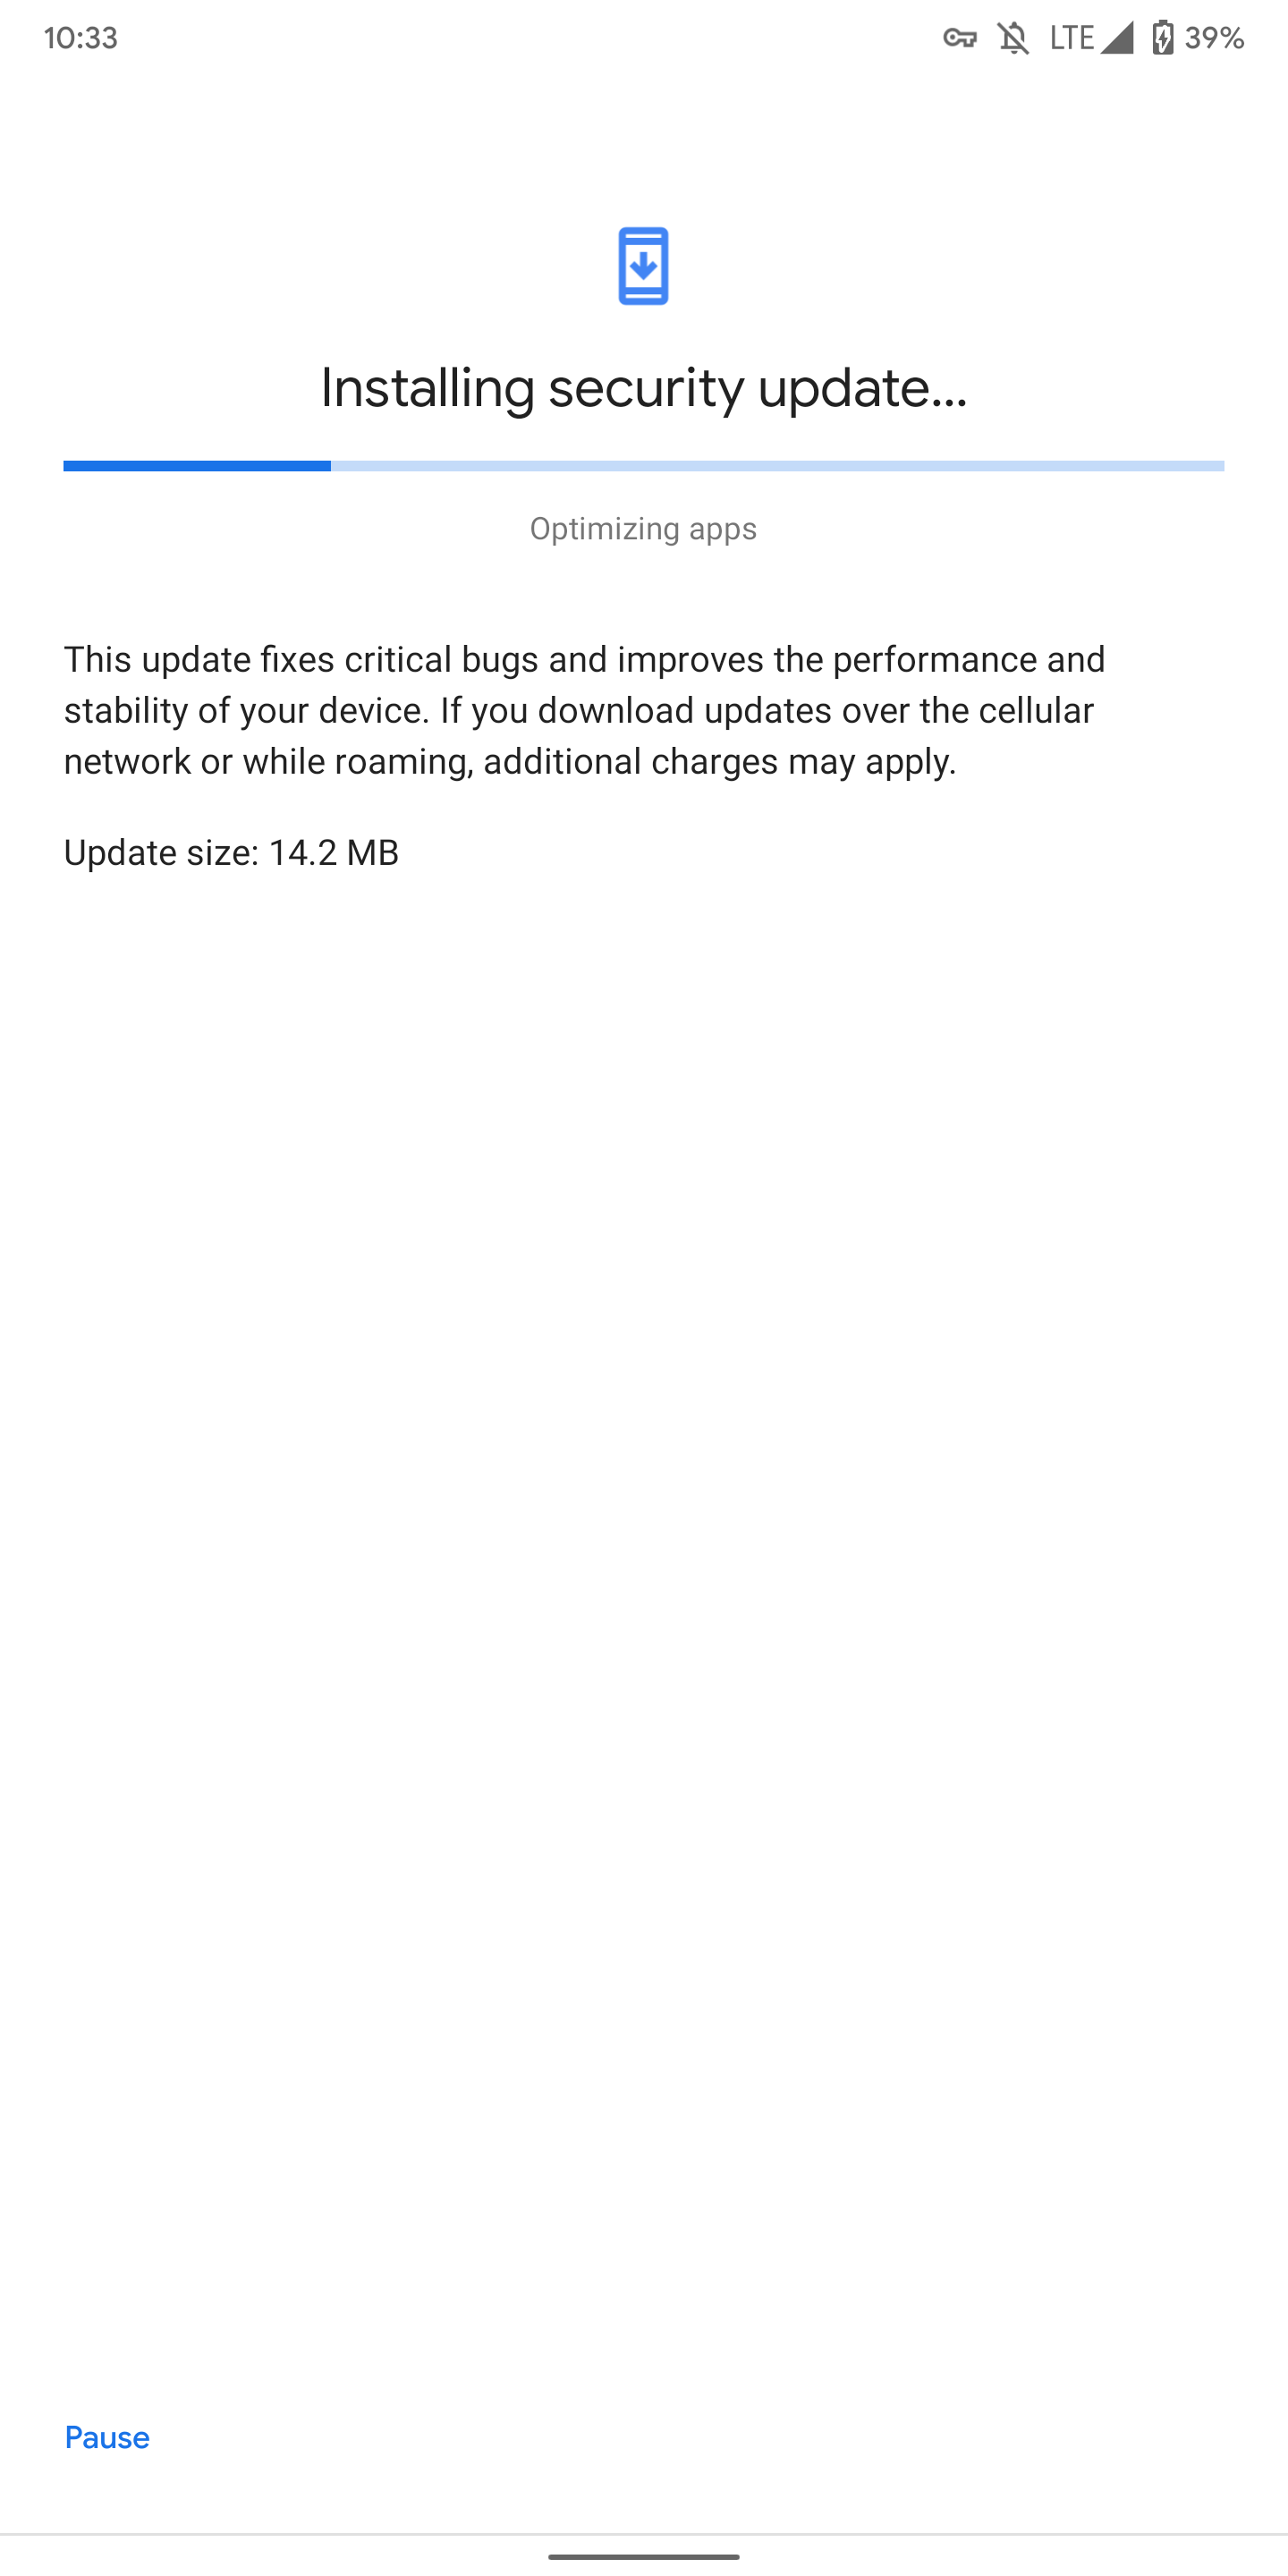 10:33
LTE 39%
Installing security update...
Optimizing apps
This update fixes critical bugs and improves the performance and
stability of your device. If you download updates over the cellular
network or while roaming, additional charges may apply.
Update size: 14.2 MB
Pause